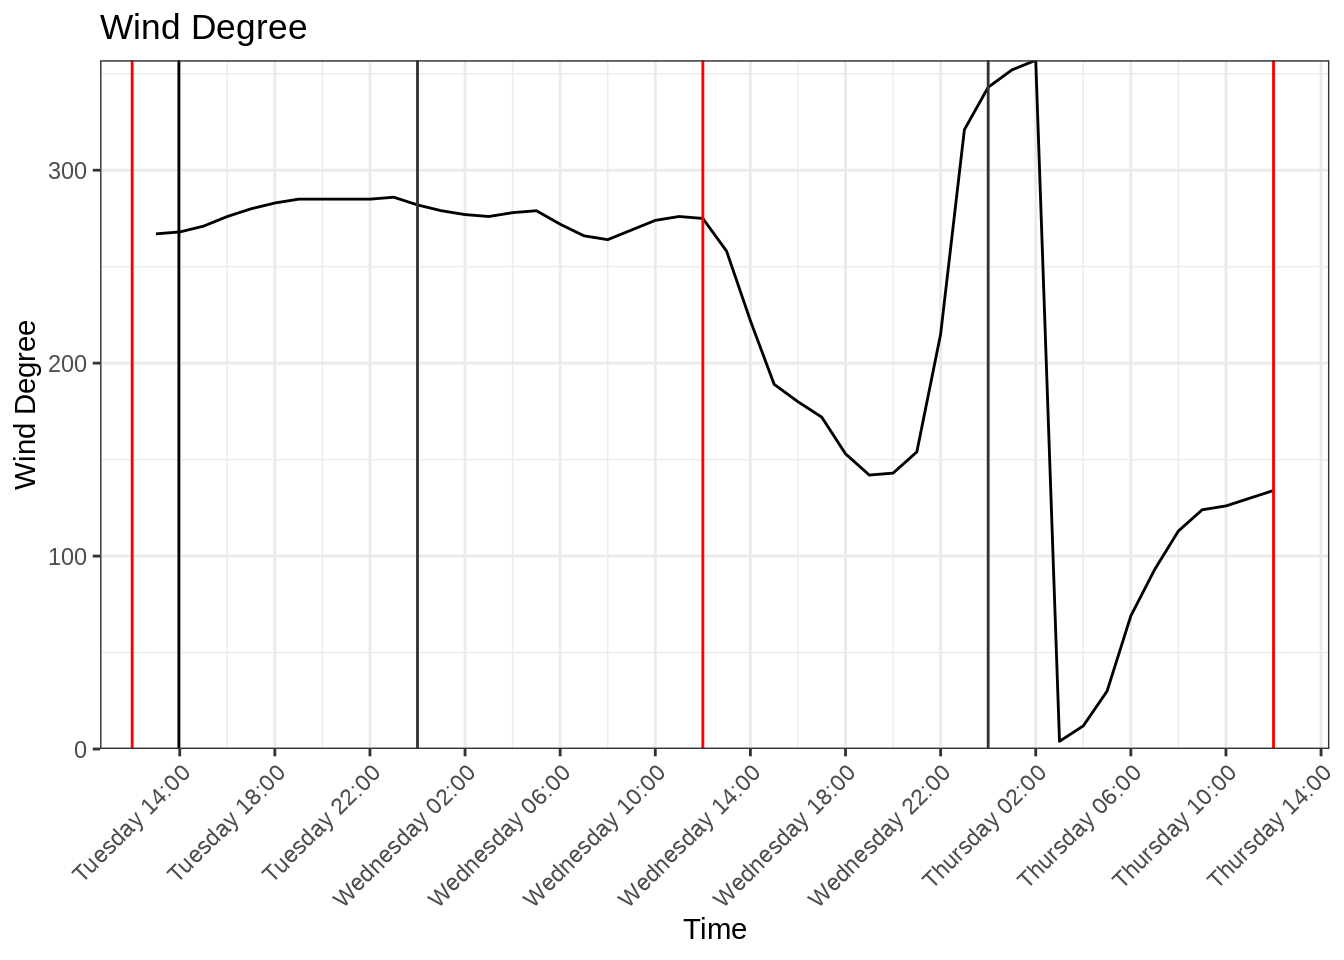 Wind Degree
Wind Degree
300
200
100
0
Tuesday 14:00
Tuesday 18:00
Tuesday 22:00
Wednesday 02:00
Wednesday 06:00
Wednesday 10:00
Wednesday 14:00
Wednesday 18:00
Wednesday 22:00
Thursday 02:00
Thursday 06:00
Thursday 10:00
Thursday 14:00
Time